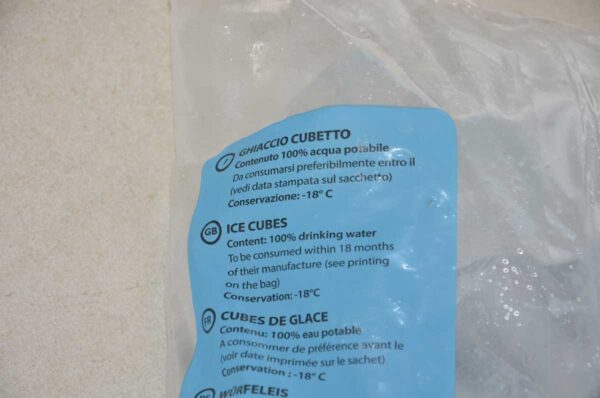 I GHIACCIO CUBETTO
Contenuto 100% acqua potabile
Da consumarsi preferibilmente entro il
(vedi data stampata sul sacchetto)
Conservazione: -18° C
GB ICE CUBES
Content: 100% drinking water
To be consumed within 18 months
of their manufacture (see printing
on the bag)
Conservation: -18°C
FR CUBES DE GLACE
Contenu: 100% eau potable
A consommer de préférence avant le
(voir date imprimée sur le sachet)
Conservation : -18° C
WÜRFELEIS